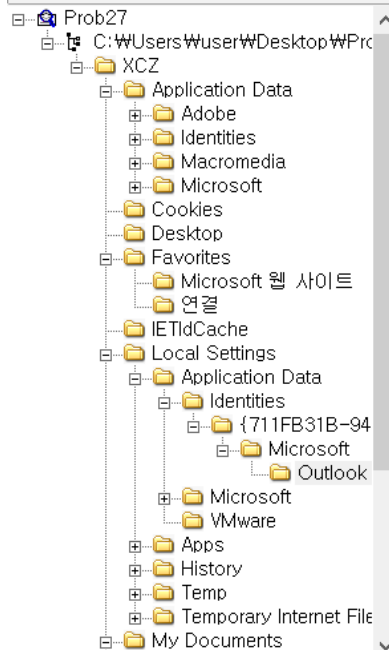 Prob27
C:₩Users₩user₩Desktop₩Pro
XCZ
Application Data
Adobe
Identities
Macromedia
Microsoft
Cookies
Desktop
Favorites
Microsoft 웹 사이트
연결
IETldCache
Local Settings
Application Data
Identities
{711FB31B-94
Microsoft
Outlook
Microsoft
VMware
Apps
History
Temp
Temporary Internet File
My Documents